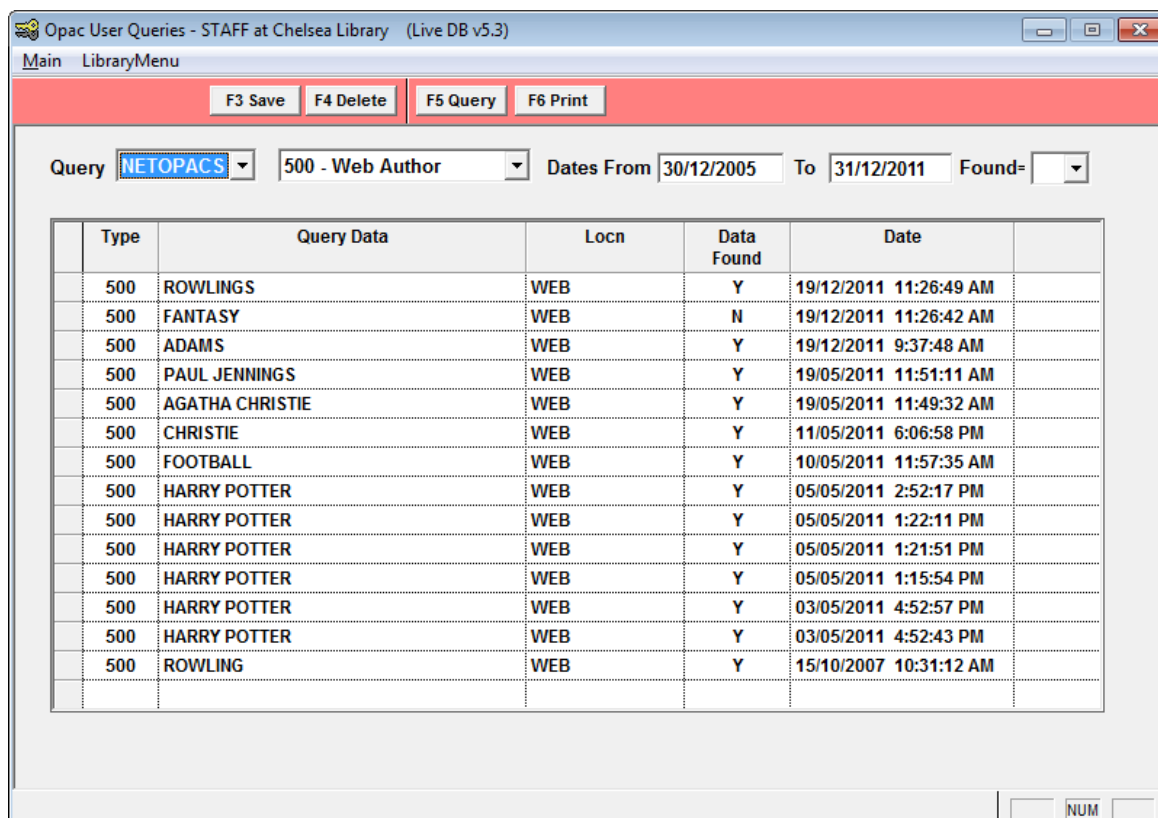 Opac User Queries - STAFF at Chelsea Library (Live DB v5.3)
Main LibraryMenu
F3 Save F4 Delete F5 Query F6 Print
Query NETOPACS 500 - Web Author Dates From 30/12/2005 To 31/12/2011 Found=
Type Query Data Locn Data Found Date
500 ROWLINGS WEB Y 19/12/2011 11:26:49 AM
500 FANTASY WEB N 19/12/2011 11:26:42 AM
500 ADAMS WEB Y 19/12/2011 9:37:48 AM
500 PAUL JENNINGS WEB Y 19/05/2011 11:51:11 AM
500 AGATHA CHRISTIE WEB Y 19/05/2011 11:49:32 AM
500 CHRISTIE WEB Y 11/05/2011 6:06:58 PM
500 FOOTBALL WEB Y 10/05/2011 11:57:35 AM
500 HARRY POTTER WEB Y 05/05/2011 2:52:17 PM
500 HARRY POTTER WEB Y 05/05/2011 1:22:11 PM
500 HARRY POTTER WEB Y 05/05/2011 1:21:51 PM
500 HARRY POTTER WEB Y 05/05/2011 1:15:54 PM
500 HARRY POTTER WEB Y 03/05/2011 4:52:57 PM
500 HARRY POTTER WEB Y 03/05/2011 4:52:43 PM
500 ROWLING WEB Y 15/10/2007 10:31:12 AM
NUM